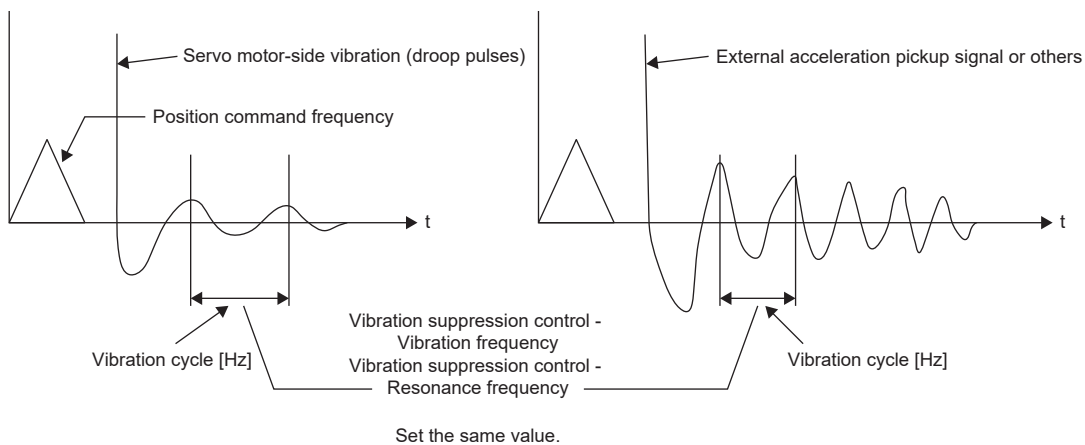 Servo motor-side vibration (droop pulses)
Position command frequency
t
Vibration cycle [Hz]
External acceleration pickup signal or others
t
Vibration cycle [Hz]
Vibration suppression control -
Vibration frequency
Vibration suppression control -
Resonance frequency
Set the same value.